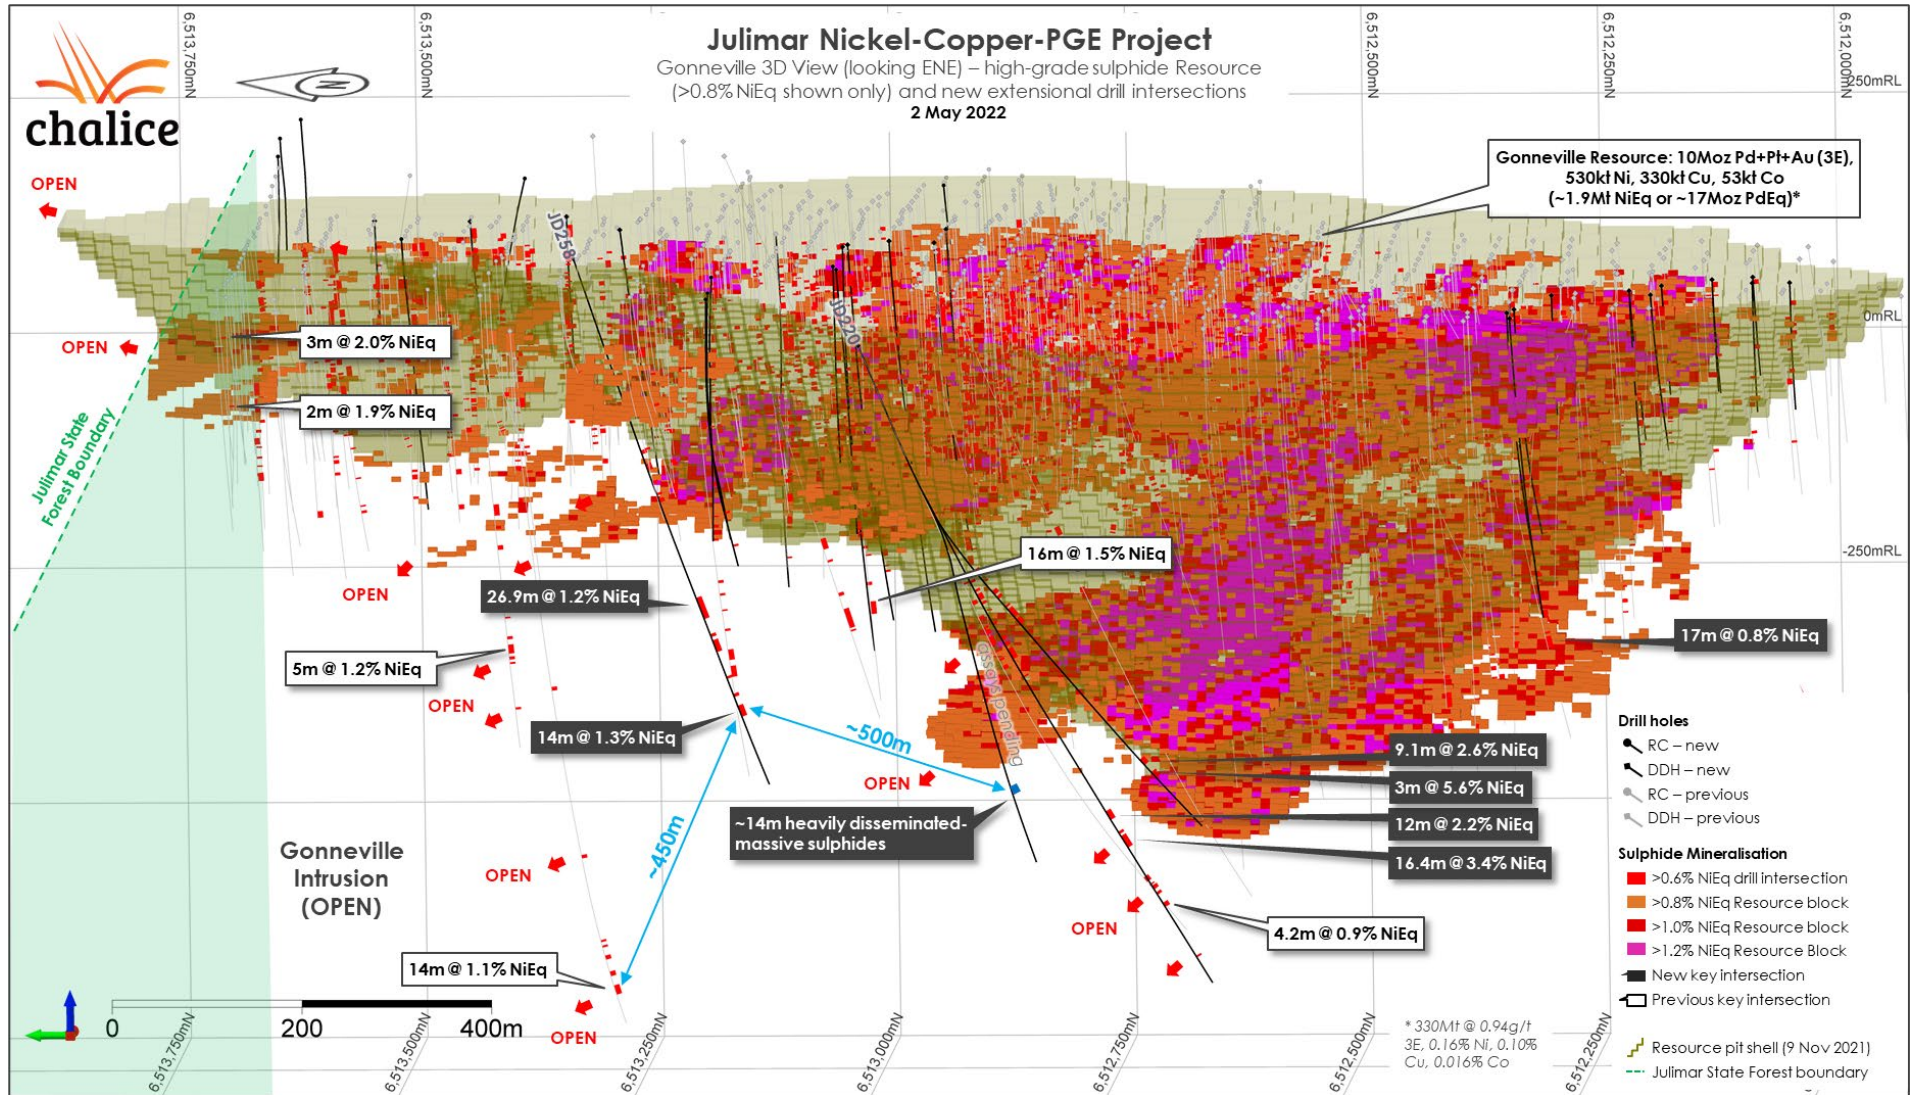 chalice
Julimar Nickel-Copper-PGE Project
Gonneville 3D View (looking ENE) – high-grade sulphide Resource
(>0.8% NiEq shown only) and new extensional drill intersections
2 May 2022
6,513,750mN
6,513,500mN
6,512,500mN
6,512,250mN
6,512,000mN
250mRL
N
OPEN
Gonneville Resource: 10Moz Pd+Pt+Au (3E),
530kt Ni, 330kt Cu, 53kt Co
(~1.9Mt NiEq or ~17Moz PdEq)*
JD258
JD220
0mRL
OPEN
3m @ 2.0% NiEq
2m @ 1.9% NiEq
Julimar State
Forest Boundary
-250mRL
16m @ 1.5% NiEq
OPEN
26.9m @ 1.2% NiEq
17m @ 0.8% NiEq
5m @ 1.2% NiEq
assays pending
OPEN
14m @ 1.3% NiEq
~500m
9.1m @ 2.6% NiEq
OPEN
3m @ 5.6% NiEq
~14m heavily disseminated-
massive sulphides
12m @ 2.2% NiEq
16.4m @ 3.4% NiEq
~450m
Gonneville
Intrusion
(OPEN)
OPEN
OPEN
4.2m @ 0.9% NiEq
14m @ 1.1% NiEq
OPEN
0
200
400m
6,513,750mN
6,513,500mN
6,513,250mN
6,513,000mN
6,512,750mN
6,512,500mN
6,512,250mN
* 330Mt @ 0.94g/t
3E, 0.16% Ni, 0.10%
Cu, 0.016% Co
Drill holes
RC – new
DDH – new
RC – previous
DDH – previous
Sulphide Mineralisation
>0.6% NiEq drill intersection
>0.8% NiEq Resource block
>1.0% NiEq Resource block
>1.2% NiEq Resource Block
New key intersection
Previous key intersection
Resource pit shell (9 Nov 2021)
Julimar State Forest boundary